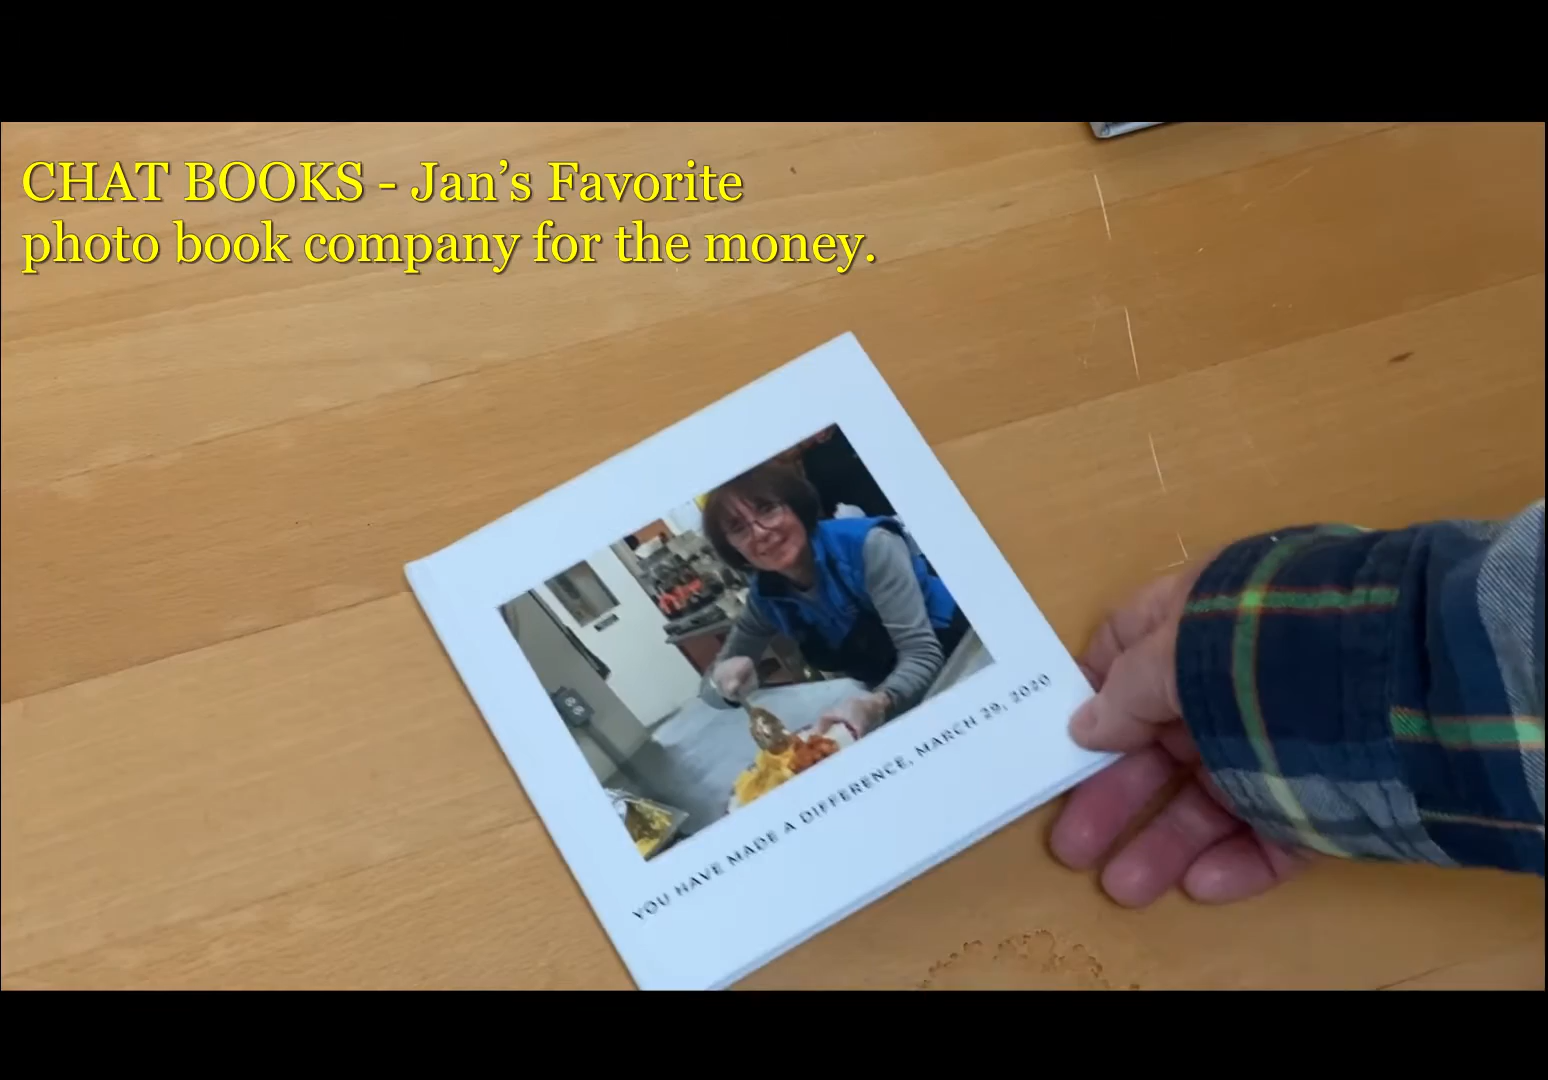 CHAT BOOKS - Jan’s Favorite
photo book company for the money.
YOU HAVE MADE A DIFFERENCE, MARCH 29, 2020